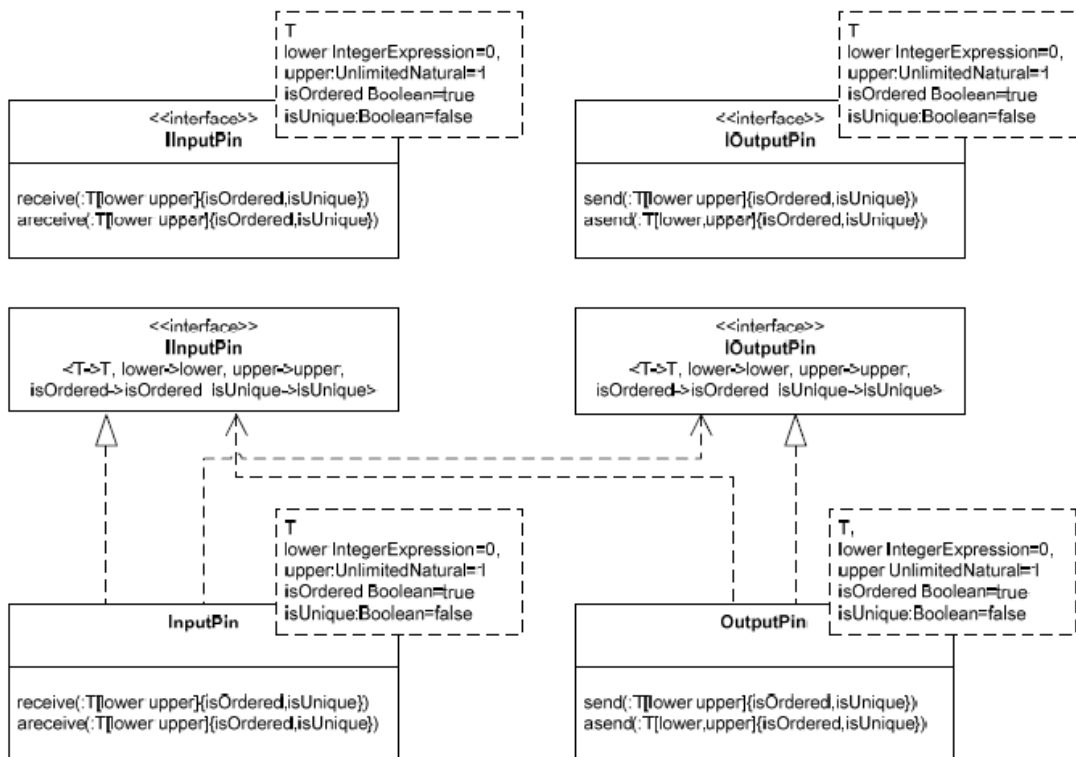 T
lower IntegerExpression=0,
upper:UnlimitedNatural=1
isOrdered Boolean=true
isUnique:Boolean=false
<<interface>>
IInputPin
receive(:T[lower upper]{isOrdered,isUnique})
areceive(:T[lower upper]{isOrdered,isUnique})
T
lower IntegerExpression=0,
upper:UnlimitedNatural=1
isOrdered Boolean=true
isUnique:Boolean=false
<<interface>>
IOutputPin
send(:T[lower upper]{isOrdered,isUnique})
asend(:T[lower,upper]{isOrdered,isUnique})
<<interface>>
IInputPin
<T->T, lower->lower, upper->upper,
isOrdered->isOrdered isUnique->isUnique>
<<interface>>
IOutputPin
<T->T, lower->lower, upper->upper,
isOrdered->isOrdered isUnique->isUnique>
T
lower IntegerExpression=0,
upper:UnlimitedNatural=1
isOrdered Boolean=true
isUnique:Boolean=false
InputPin
receive(:T[lower upper]{isOrdered,isUnique})
areceive(:T[lower upper]{isOrdered,isUnique})
T,
lower IntegerExpression=0,
upper UnlimitedNatural=1
isOrdered Boolean=true
isUnique:Boolean=false
OutputPin
send(:T[lower upper]{isOrdered,isUnique})
asend(:T[lower,upper]{isOrdered,isUnique})